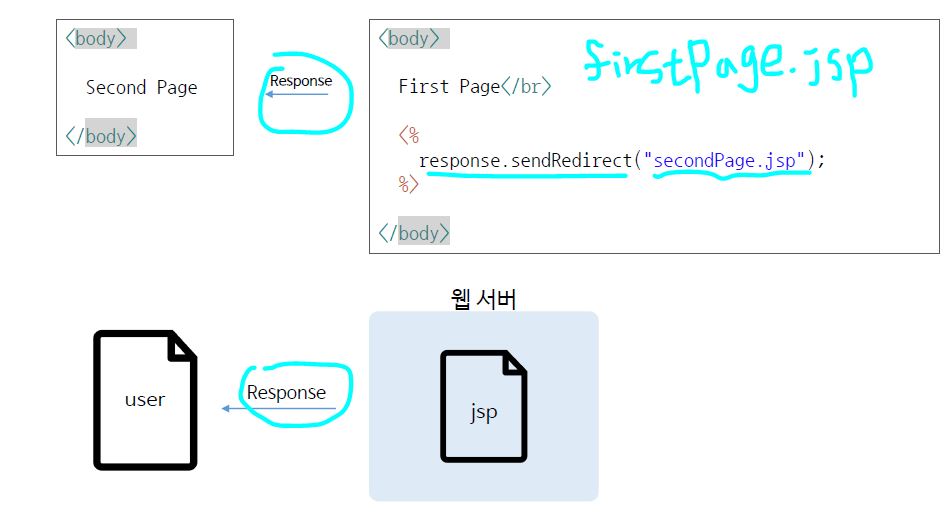 <body>
Second Page
</body>
Response
<body>
firstPage.jsp
First Page</br>
<%
response.sendRedirect("secondPage.jsp");
%>
</body>
웹 서버
user
Response
jsp